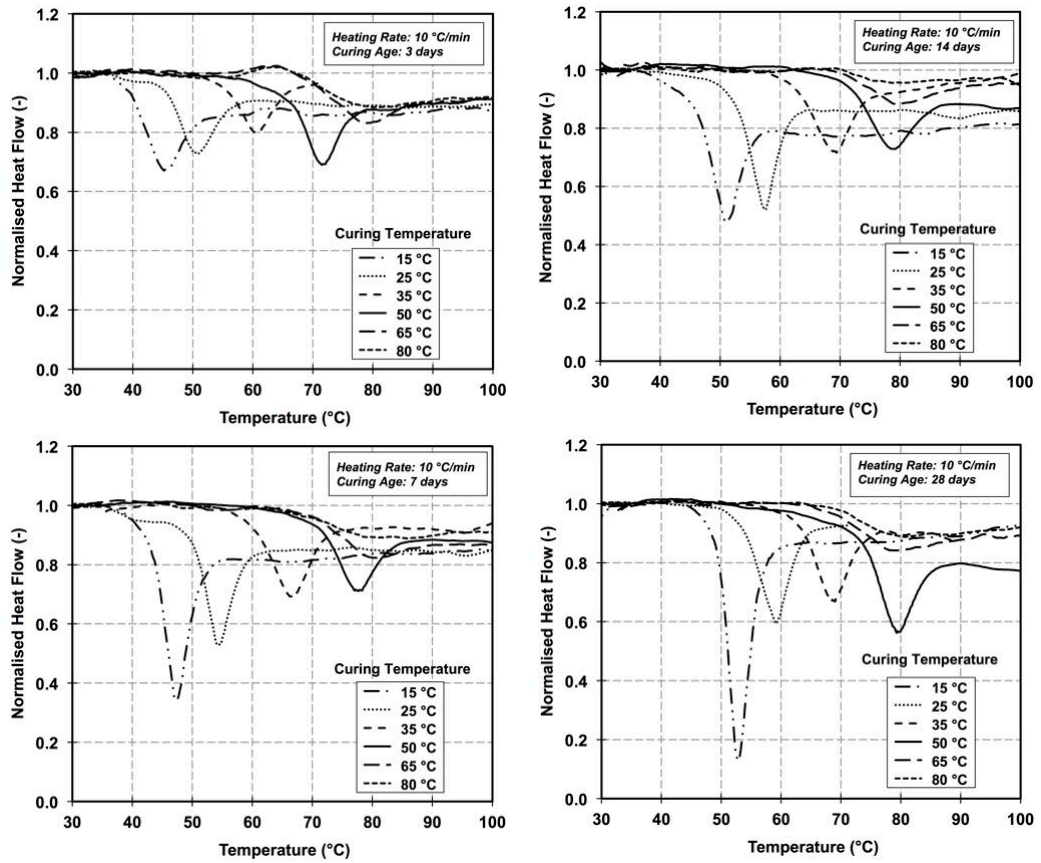 1.2
1.0
0.8
0.6
0.4
0.2
0.0
Normalised Heat Flow (-)
Heating Rate: 10 °C/min
Curing Age: 3 days
Curing Temperature
15 °C
25 °C
35 °C
50 °C
65 °C
80 °C
30 40 50 60 70 80 90 100
Temperature (°C)
1.2
1.0
0.8
0.6
0.4
0.2
0.0
Normalised Heat Flow (-)
Heating Rate: 10 °C/min
Curing Age: 14 days
Curing Temperature
15 °C
25 °C
35 °C
50 °C
65 °C
80 °C
30 40 50 60 70 80 90 100
Temperature (°C)
1.2
1.0
0.8
0.6
0.4
0.2
0.0
Normalised Heat Flow (-)
Heating Rate: 10 °C/min
Curing Age: 7 days
Curing Temperature
15 °C
25 °C
35 °C
50 °C
65 °C
80 °C
30 40 50 60 70 80 90 100
Temperature (°C)
1.2
1.0
0.8
0.6
0.4
0.2
0.0
Normalised Heat Flow (-)
Heating Rate: 10 °C/min
Curing Age: 28 days
Curing Temperature
15 °C
25 °C
35 °C
50 °C
65 °C
80 °C
30 40 50 60 70 80 90 100
Temperature (°C)